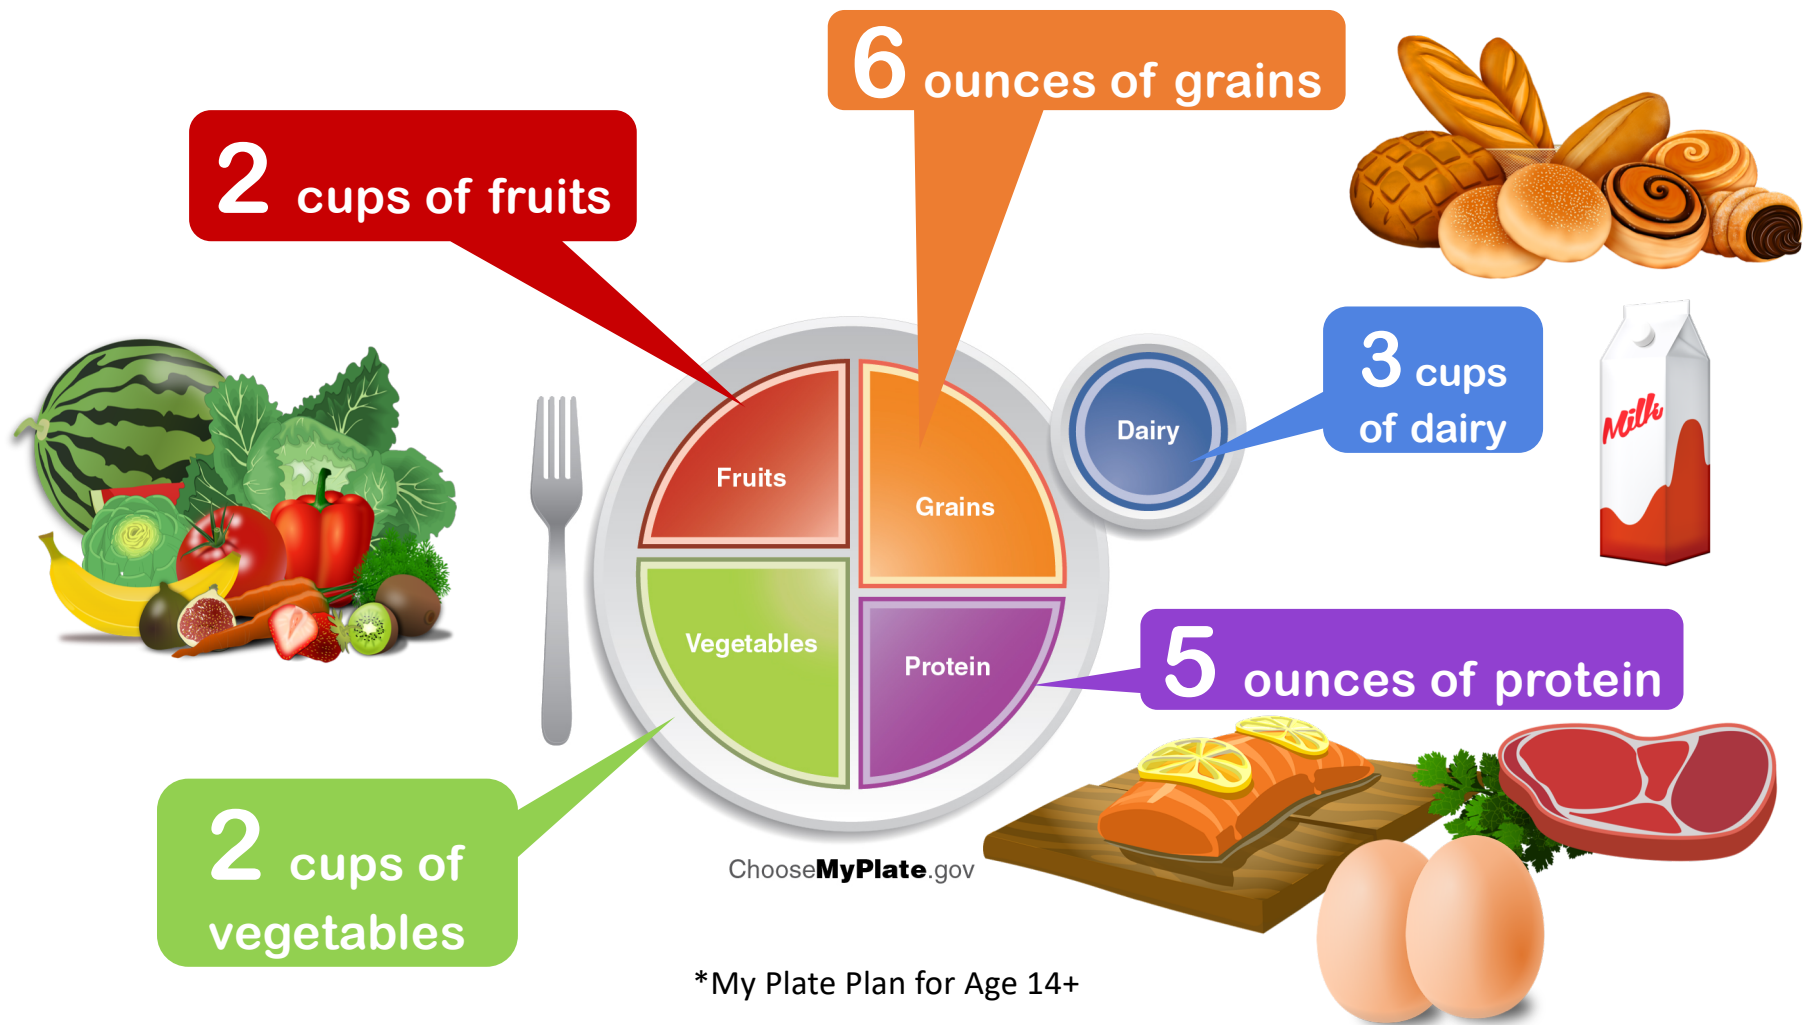 6 ounces of grains
2 cups of fruits
3 cups
of dairy
Dairy
Fruits
Grains
Vegetables
Protein
5 ounces of protein
2 cups of
vegetables
Milk
ChooseMyPlate.gov
*My Plate Plan for Age 14+